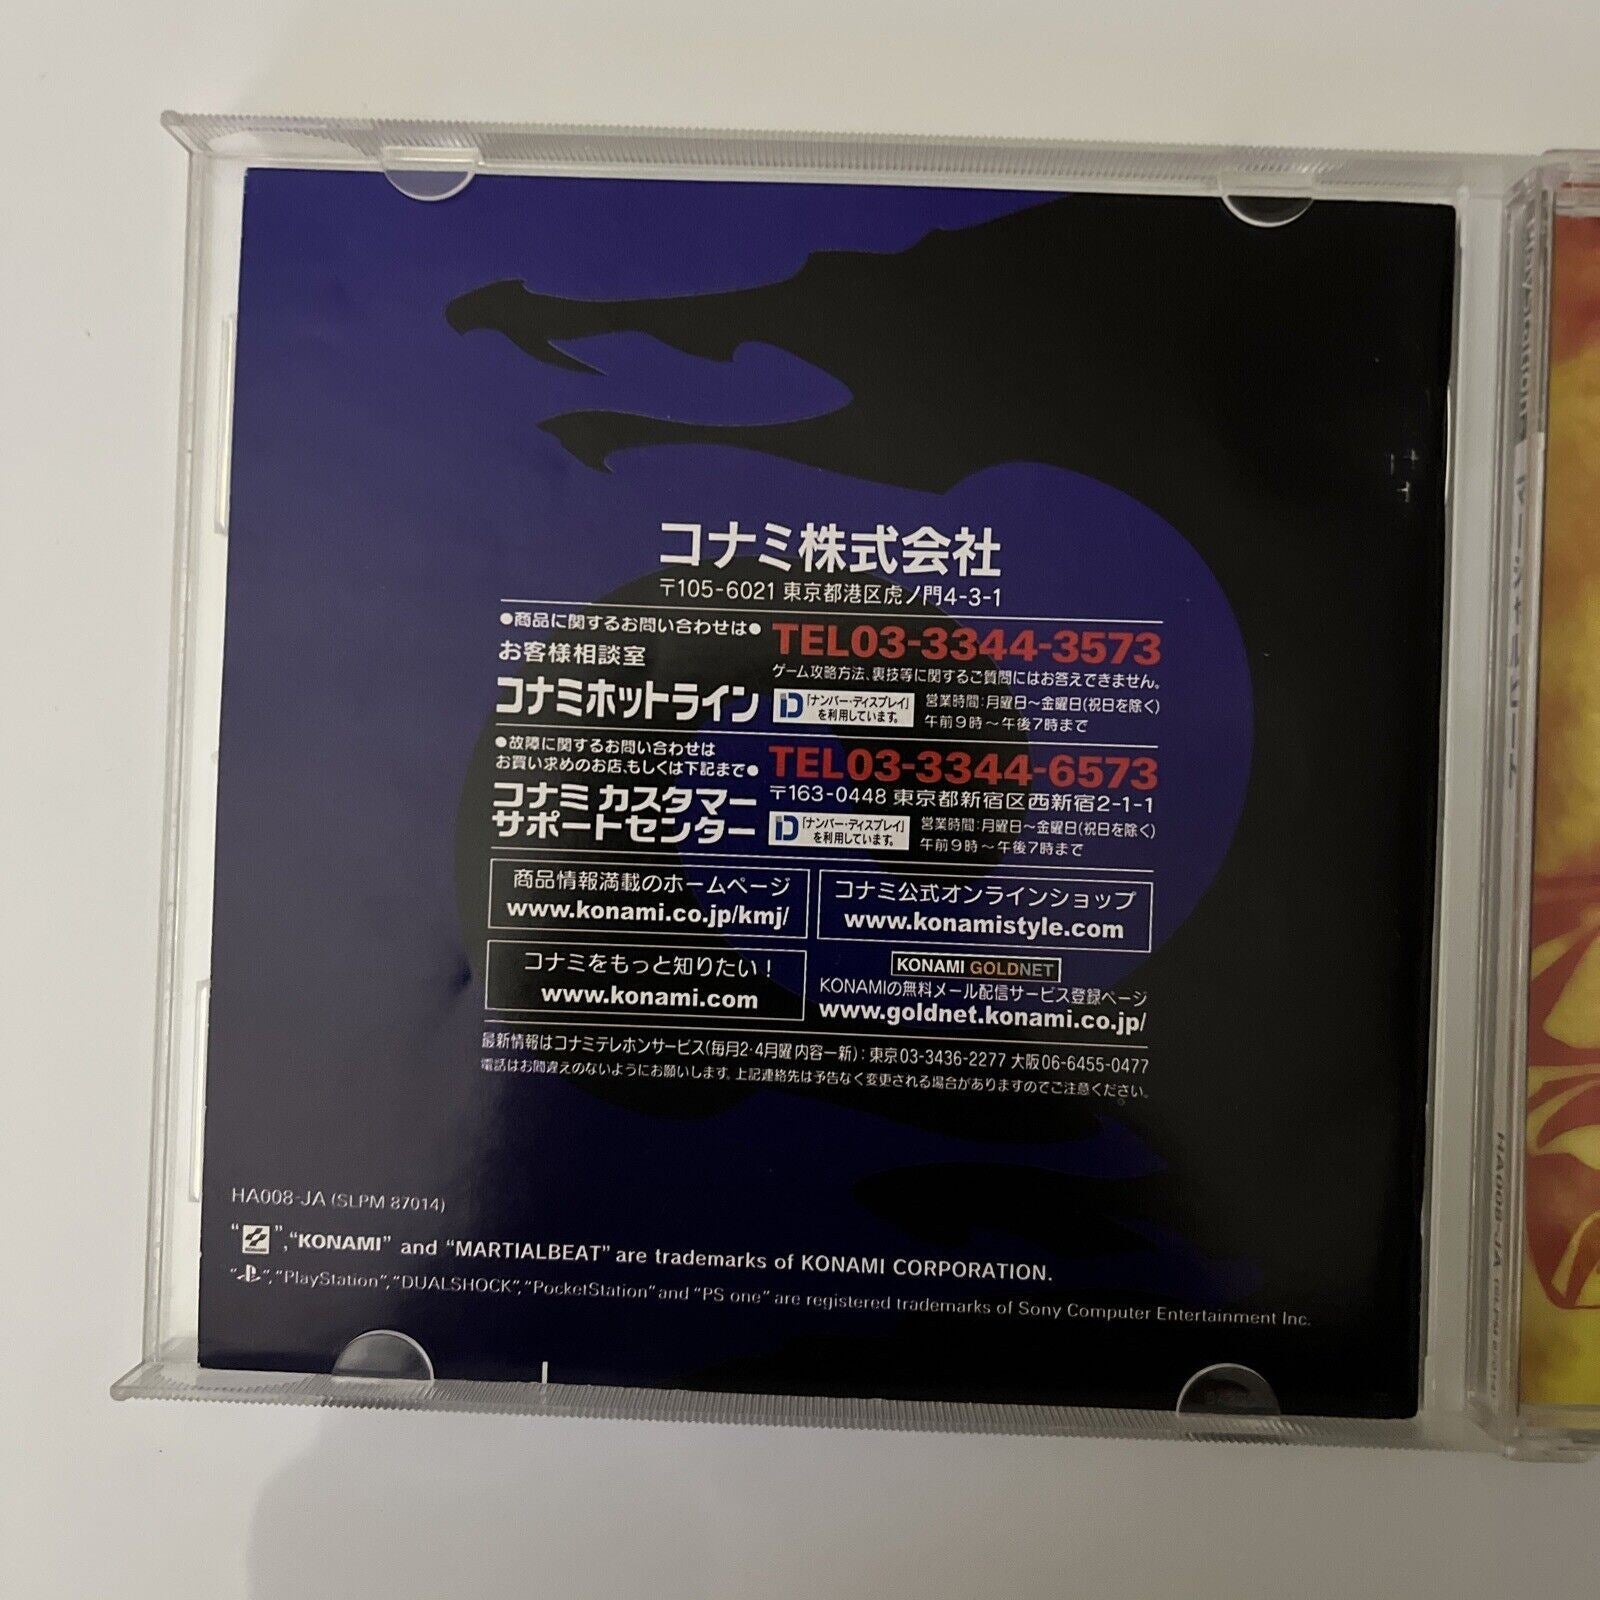 コナミ株式会社
〒105-6021 東京都港区虎ノ門4-3-1
●商品に関するお問い合わせは●
お客様相談室
コナミホットライン
TEL03-3344-3573
ゲーム攻略方法、裏技等に関するご質問にはお答えできません。
「ナンバー・ディスプレイ」
を利用しています。
営業時間:月曜日〜金曜日(祝日を除く)
午前9時〜午後7時まで
●故障に関するお問い合わせは
お買い求めのお店、もしくは下記まで●
コナミ カスタマー
サポートセンター
TEL03-3344-6573
〒163-0448 東京都新宿区西新宿2-1-1
「ナンバー・ディスプレイ」
を利用しています。
営業時間:月曜日〜金曜日(祝日を除く)
午前9時〜午後7時まで
商品情報満載のホームページ
www.konami.co.jp/kmj/
コナミ公式オンラインショップ
www.konamistyle.com
コナミをもっと知りたい!
www.konami.com
KONAMI GOLDNET
KONAMIの無料メール配信サービス登録ページ
www.goldnet.konami.co.jp/
最新情報はコナミテレホンサービス(毎月2・4月曜内容一新):東京03-3436-2277 大阪06-6455-0477
電話はお間違えのないようにお願いします。上記連絡先は予告なく変更される場合がありますのでご注意ください。
HA008-JA (SLPM 87014)
“KONAMI”,“KONAMI” and “MARTIALBEAT” are trademarks of KONAMI CORPORATION.
“PS”,“PlayStation”,“DUALSHOCK”,“PocketStation” and “PS one” are registered trademarks of Sony Computer Entertainment Inc.
HA008-JA